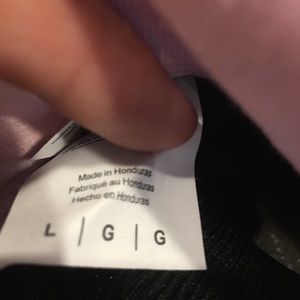 Made in Honduras
Fabriqué au Honduras
Hecho en Honduras
L | G | G